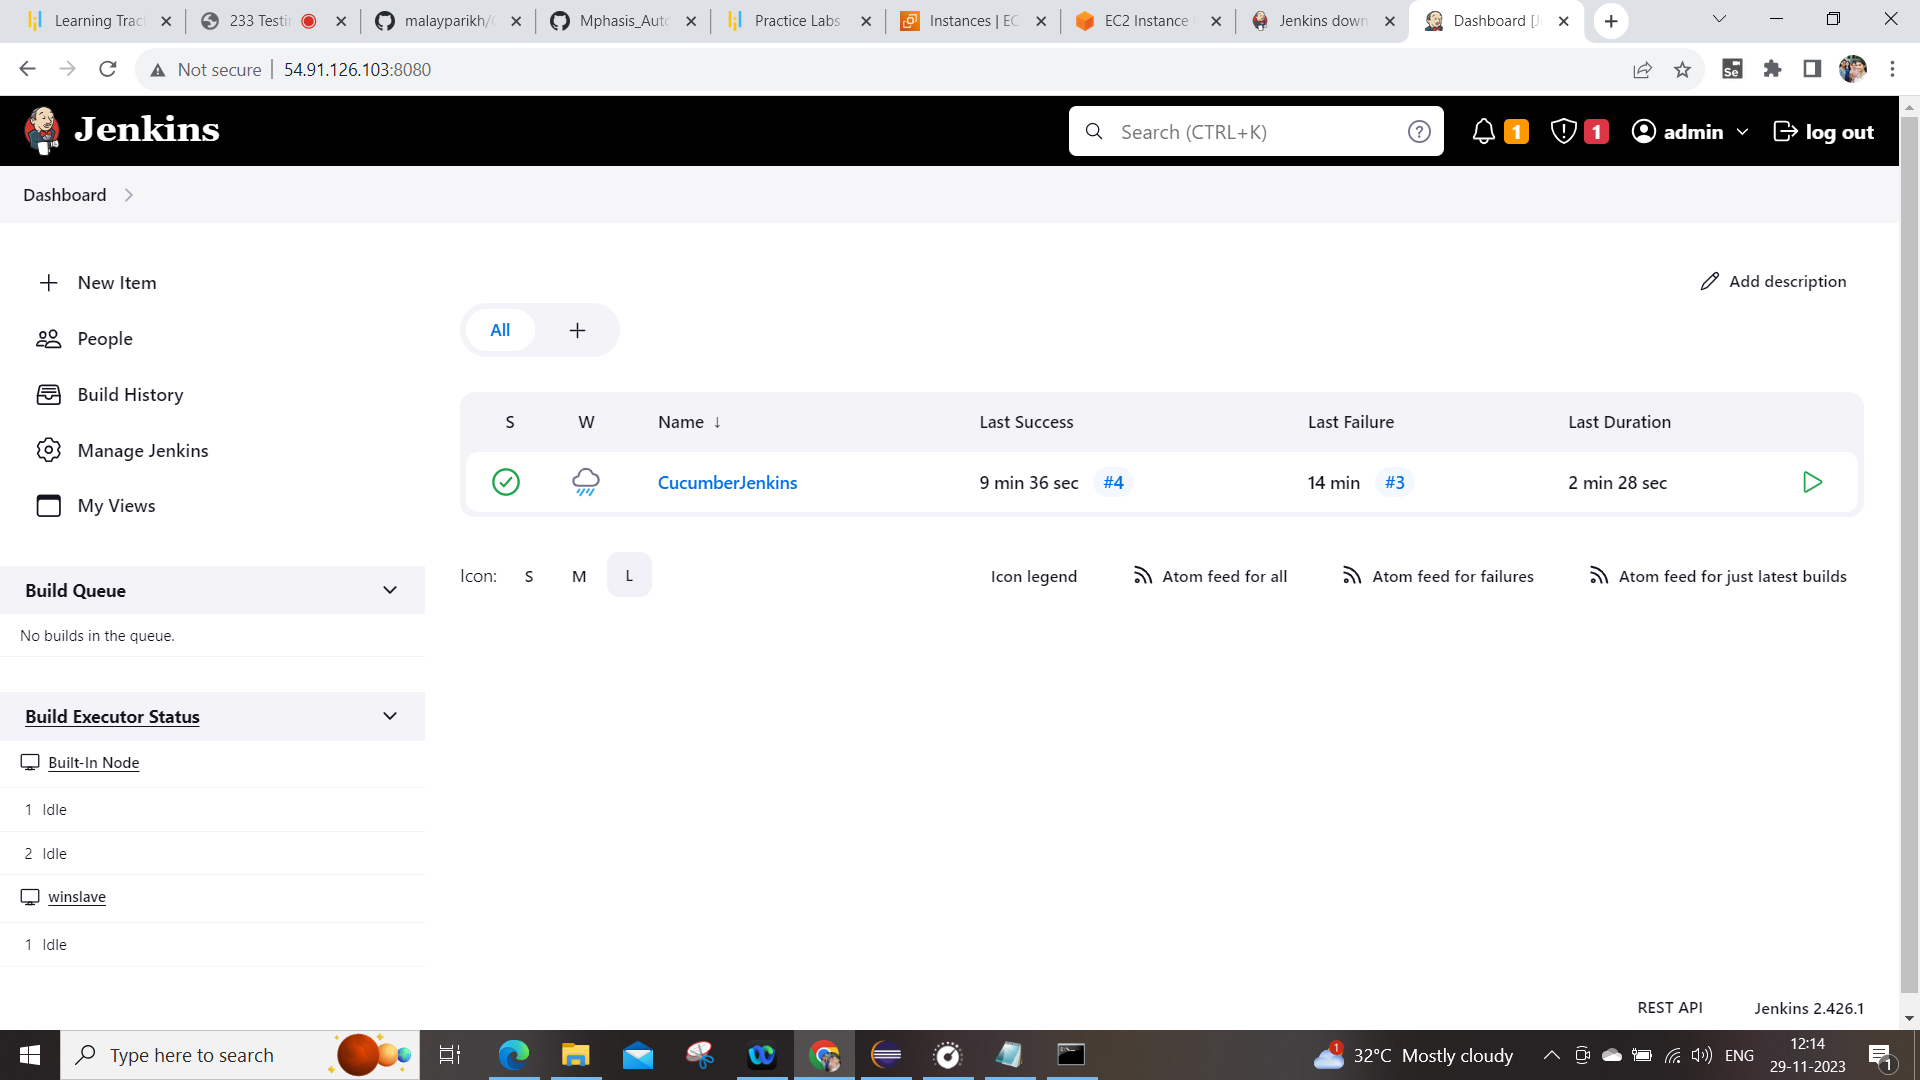 Learning Trac
233 Testin
malayparikh/
Mphasis_Auto
Practice Labs
Instances | EC
EC2 Instance
Jenkins down
Dashboard [Je
Not secure | 54.91.126.103:8080
Jenkins
Search (CTRL+K)
1
1
admin
log out
Dashboard
New Item
People
Build History
Manage Jenkins
My Views
Add description
All +
S W Name ↓ Last Success Last Failure Last Duration
CucumberJenkins 9 min 36 sec #4 14 min #3 2 min 28 sec
Icon: S M L
Icon legend
Atom feed for all
Atom feed for failures
Atom feed for just latest builds
Build Queue
No builds in the queue.
Build Executor Status
Built-In Node
1 Idle
2 Idle
winslave
1 Idle
REST API
Jenkins 2.426.1
Type here to search
1
32°C Mostly cloudy
ENG
12:14
29-11-2023
1